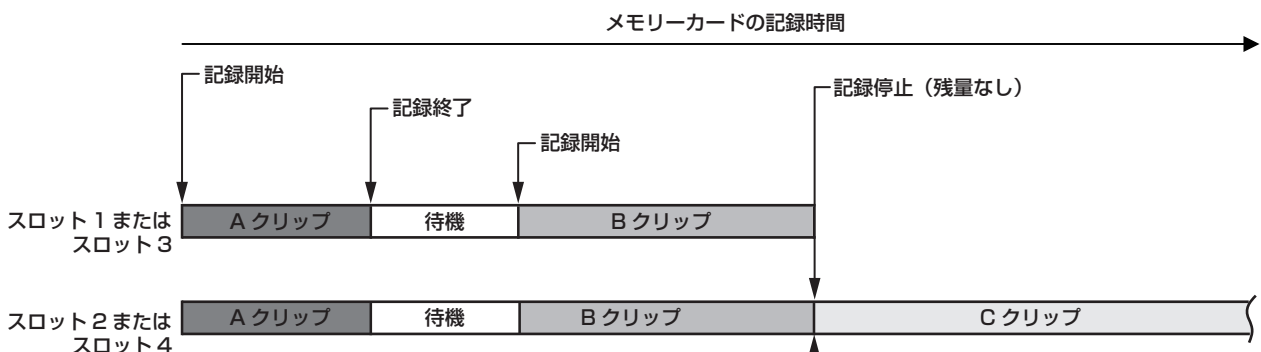 メモリーカードの記録時間
記録開始
記録終了
記録開始
記録停止（残量なし）
スロット 1 または
スロット 3
A クリップ
待機
B クリップ
スロット 2 または
スロット 4
A クリップ
待機
B クリップ
C クリップ